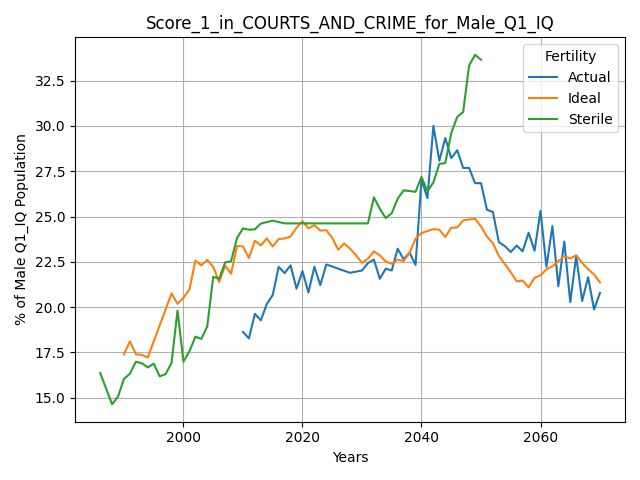 Score_1_in_COURTS_AND_CRIME_for_Male_Q1_IQ
Fertility
Actual
Ideal
Sterile
% of Male Q1_IQ Population
32.5
30.0
27.5
25.0
22.5
20.0
17.5
15.0
2000 2020 2040 2060
Years